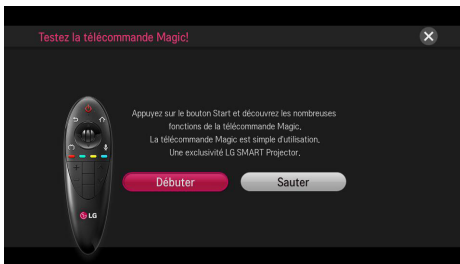 Testez la télécommande Magic!
Appuyez sur le bouton Start et découvrez les nombreuses
fonctions de la télécommande Magic.
La télécommande Magic est simple d'utilisation.
Une exclusivité LG SMART Projector.
Débuter
Sauter
LG